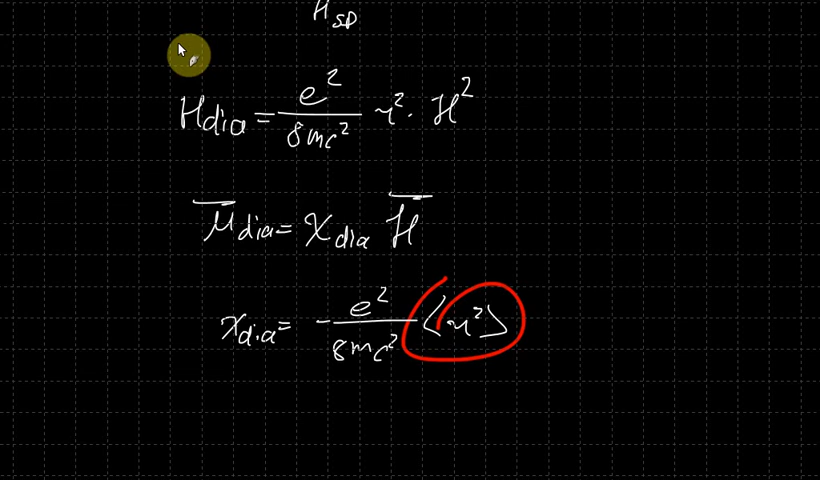 H_SD
H_dia = e²/8mc² r² · H²
μ̄_dia = χ_dia H̄
χ_dia = - e²/8mc² ⟨r²⟩